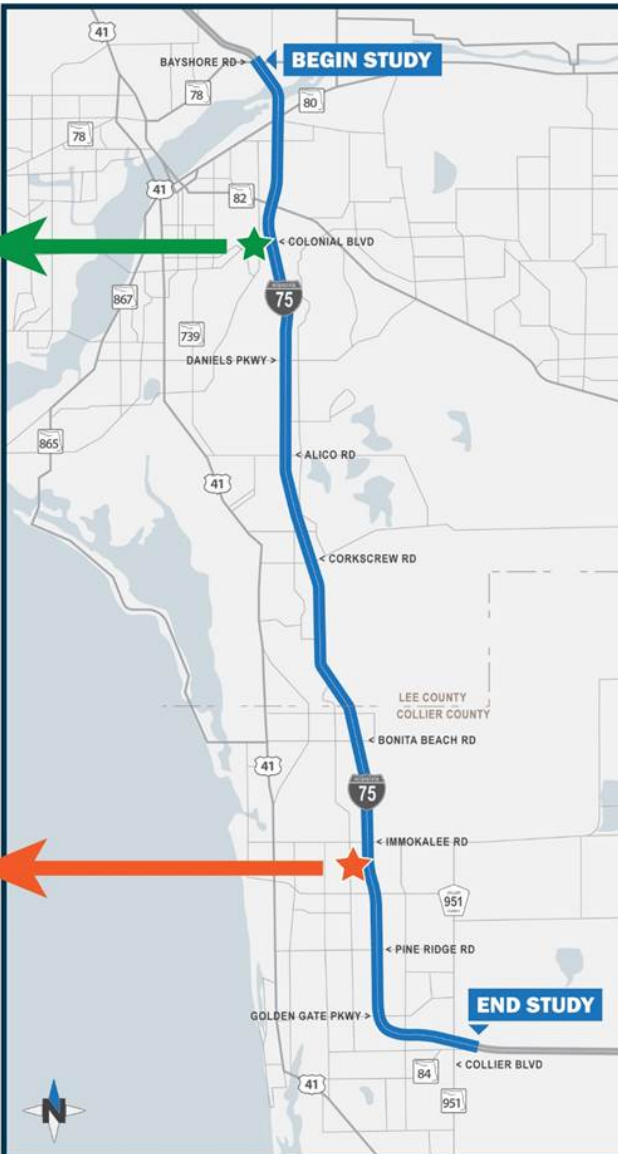 41
BAYSHORE RD >
BEGIN STUDY
78
80
78
41
82
< COLONIAL BLVD
INTERSTATE
75
867
739
DANIELS PKWY >
865
< ALICO RD
41
< CORKSCREW RD
LEE COUNTY
COLLIER COUNTY
< BONITA BEACH RD
41
INTERSTATE
75
< IMMOKALEE RD
951
< PINE RIDGE RD
END STUDY
GOLDEN GATE PKWY >
< COLLIER BLVD
84
41
951
N